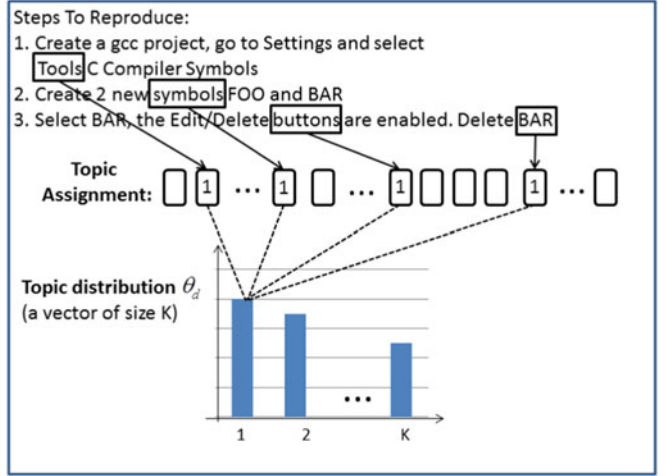 Steps To Reproduce:
1. Create a gcc project, go to Settings and select
Tools C Compiler Symbols
2. Create 2 new symbols FOO and BAR
3. Select BAR, the Edit/Delete buttons are enabled. Delete BAR
Topic
Assignment: 1 ... 1 ... 1 1 ...
Topic distribution θd
(a vector of size K)
...
1 2 K